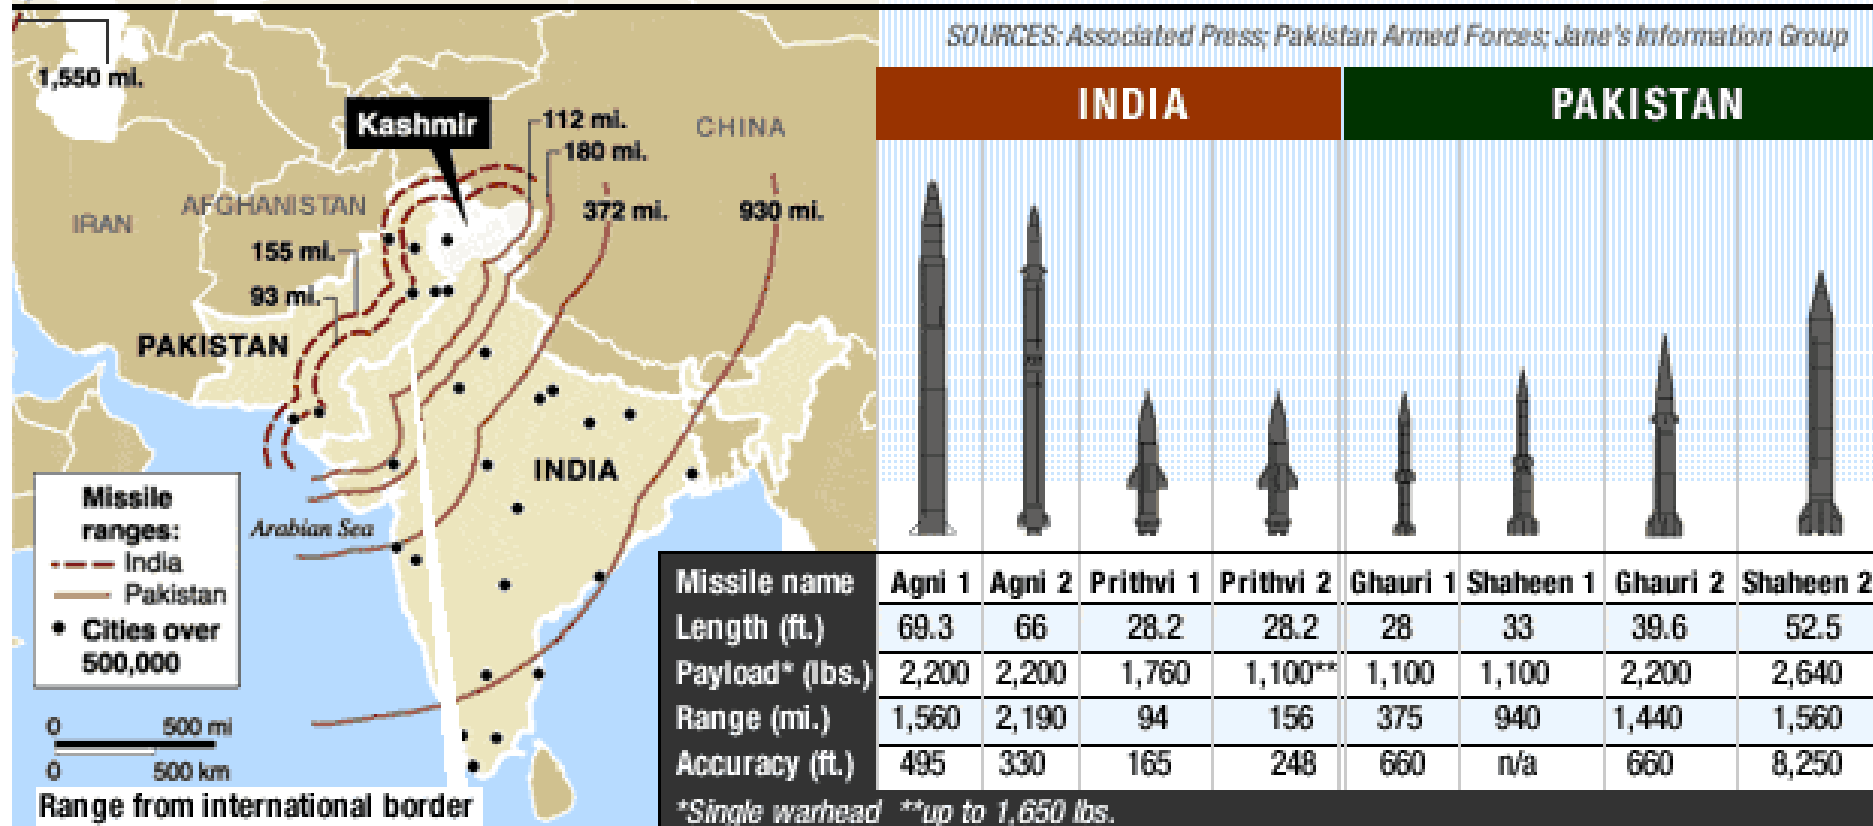 SOURCES: Associated Press; Pakistan Armed Forces; Jane's Information Group
1,550 mi.
Kashmir
112 mi.
180 mi.
CHINA
IRAN
AFGHANISTAN
372 mi.
930 mi.
155 mi.
93 mi.
PAKISTAN
INDIA
Arabian Sea
Missile
ranges:
India
Pakistan
Cities over
500,000
0 500 mi
0 500 km
Range from international border
INDIA PAKISTAN
Missile name Agni 1 Agni 2 Prithvi 1 Prithvi 2 Ghauri 1 Shaheen 1 Ghauri 2 Shaheen 2
Length (ft.) 69.3 66 28.2 28.2 28 33 39.6 52.5
Payload* (lbs.) 2,200 2,200 1,760 1,100** 1,100 1,100 2,200 2,640
Range (mi.) 1,560 2,190 94 156 375 940 1,440 1,560
Accuracy (ft.) 495 330 165 248 660 n/a 660 8,250
*Single warhead **up to 1,650 lbs.